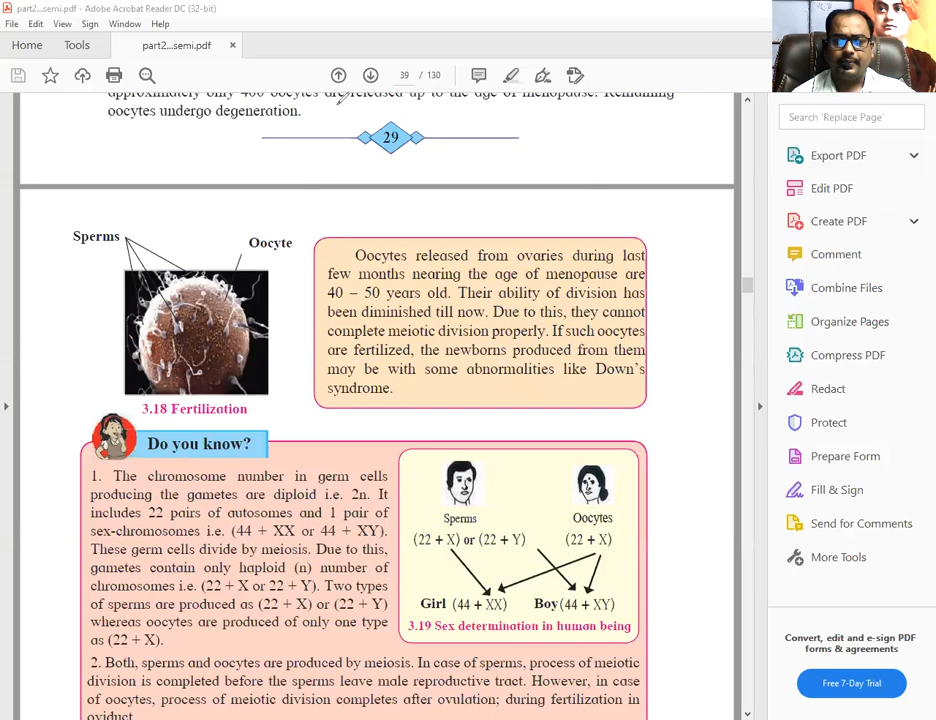 part2...semi.pdf - Adobe Acrobat Reader DC (32-bit)
File Edit View Sign Window Help
Home Tools part2...semi.pdf ×
39 / 130
approximately only 400 oocytes are released up to the age of menopause. Remaining
oocytes undergo degeneration.
29
Sperms
Oocyte
3.18 Fertilization
Oocytes released from ovaries during last
few months nearing the age of menopause are
40 – 50 years old. Their ability of division has
been diminished till now. Due to this, they cannot
complete meiotic division properly. If such oocytes
are fertilized, the newborns produced from them
may be with some abnormalities like Down's
syndrome.
Do you know?
1. The chromosome number in germ cells
producing the gametes are diploid i.e. 2n. It
includes 22 pairs of autosomes and 1 pair of
sex-chromosomes i.e. (44 + XX or 44 + XY).
These germ cells divide by meiosis. Due to this,
gametes contain only haploid (n) number of
chromosomes i.e. (22 + X or 22 + Y). Two types
of sperms are produced as (22 + X) or (22 + Y)
whereas oocytes are produced of only one type
as (22 + X).
Sperms Oocytes
(22 + X) or (22 + Y) (22 + X)
Girl (44 + XX) Boy (44 + XY)
3.19 Sex determination in human being
2. Both, sperms and oocytes are produced by meiosis. In case of sperms, process of meiotic
division is completed before the sperms leave male reproductive tract. However, in case
of oocytes, process of meiotic division completes after ovulation; during fertilization in
oviduct.
Search 'Replace Page'
Export PDF
Edit PDF
Create PDF
Comment
Combine Files
Organize Pages
Compress PDF
Redact
Protect
Prepare Form
Fill & Sign
Send for Comments
More Tools
Convert, edit and e-sign PDF
forms & agreements
Free 7-Day Trial